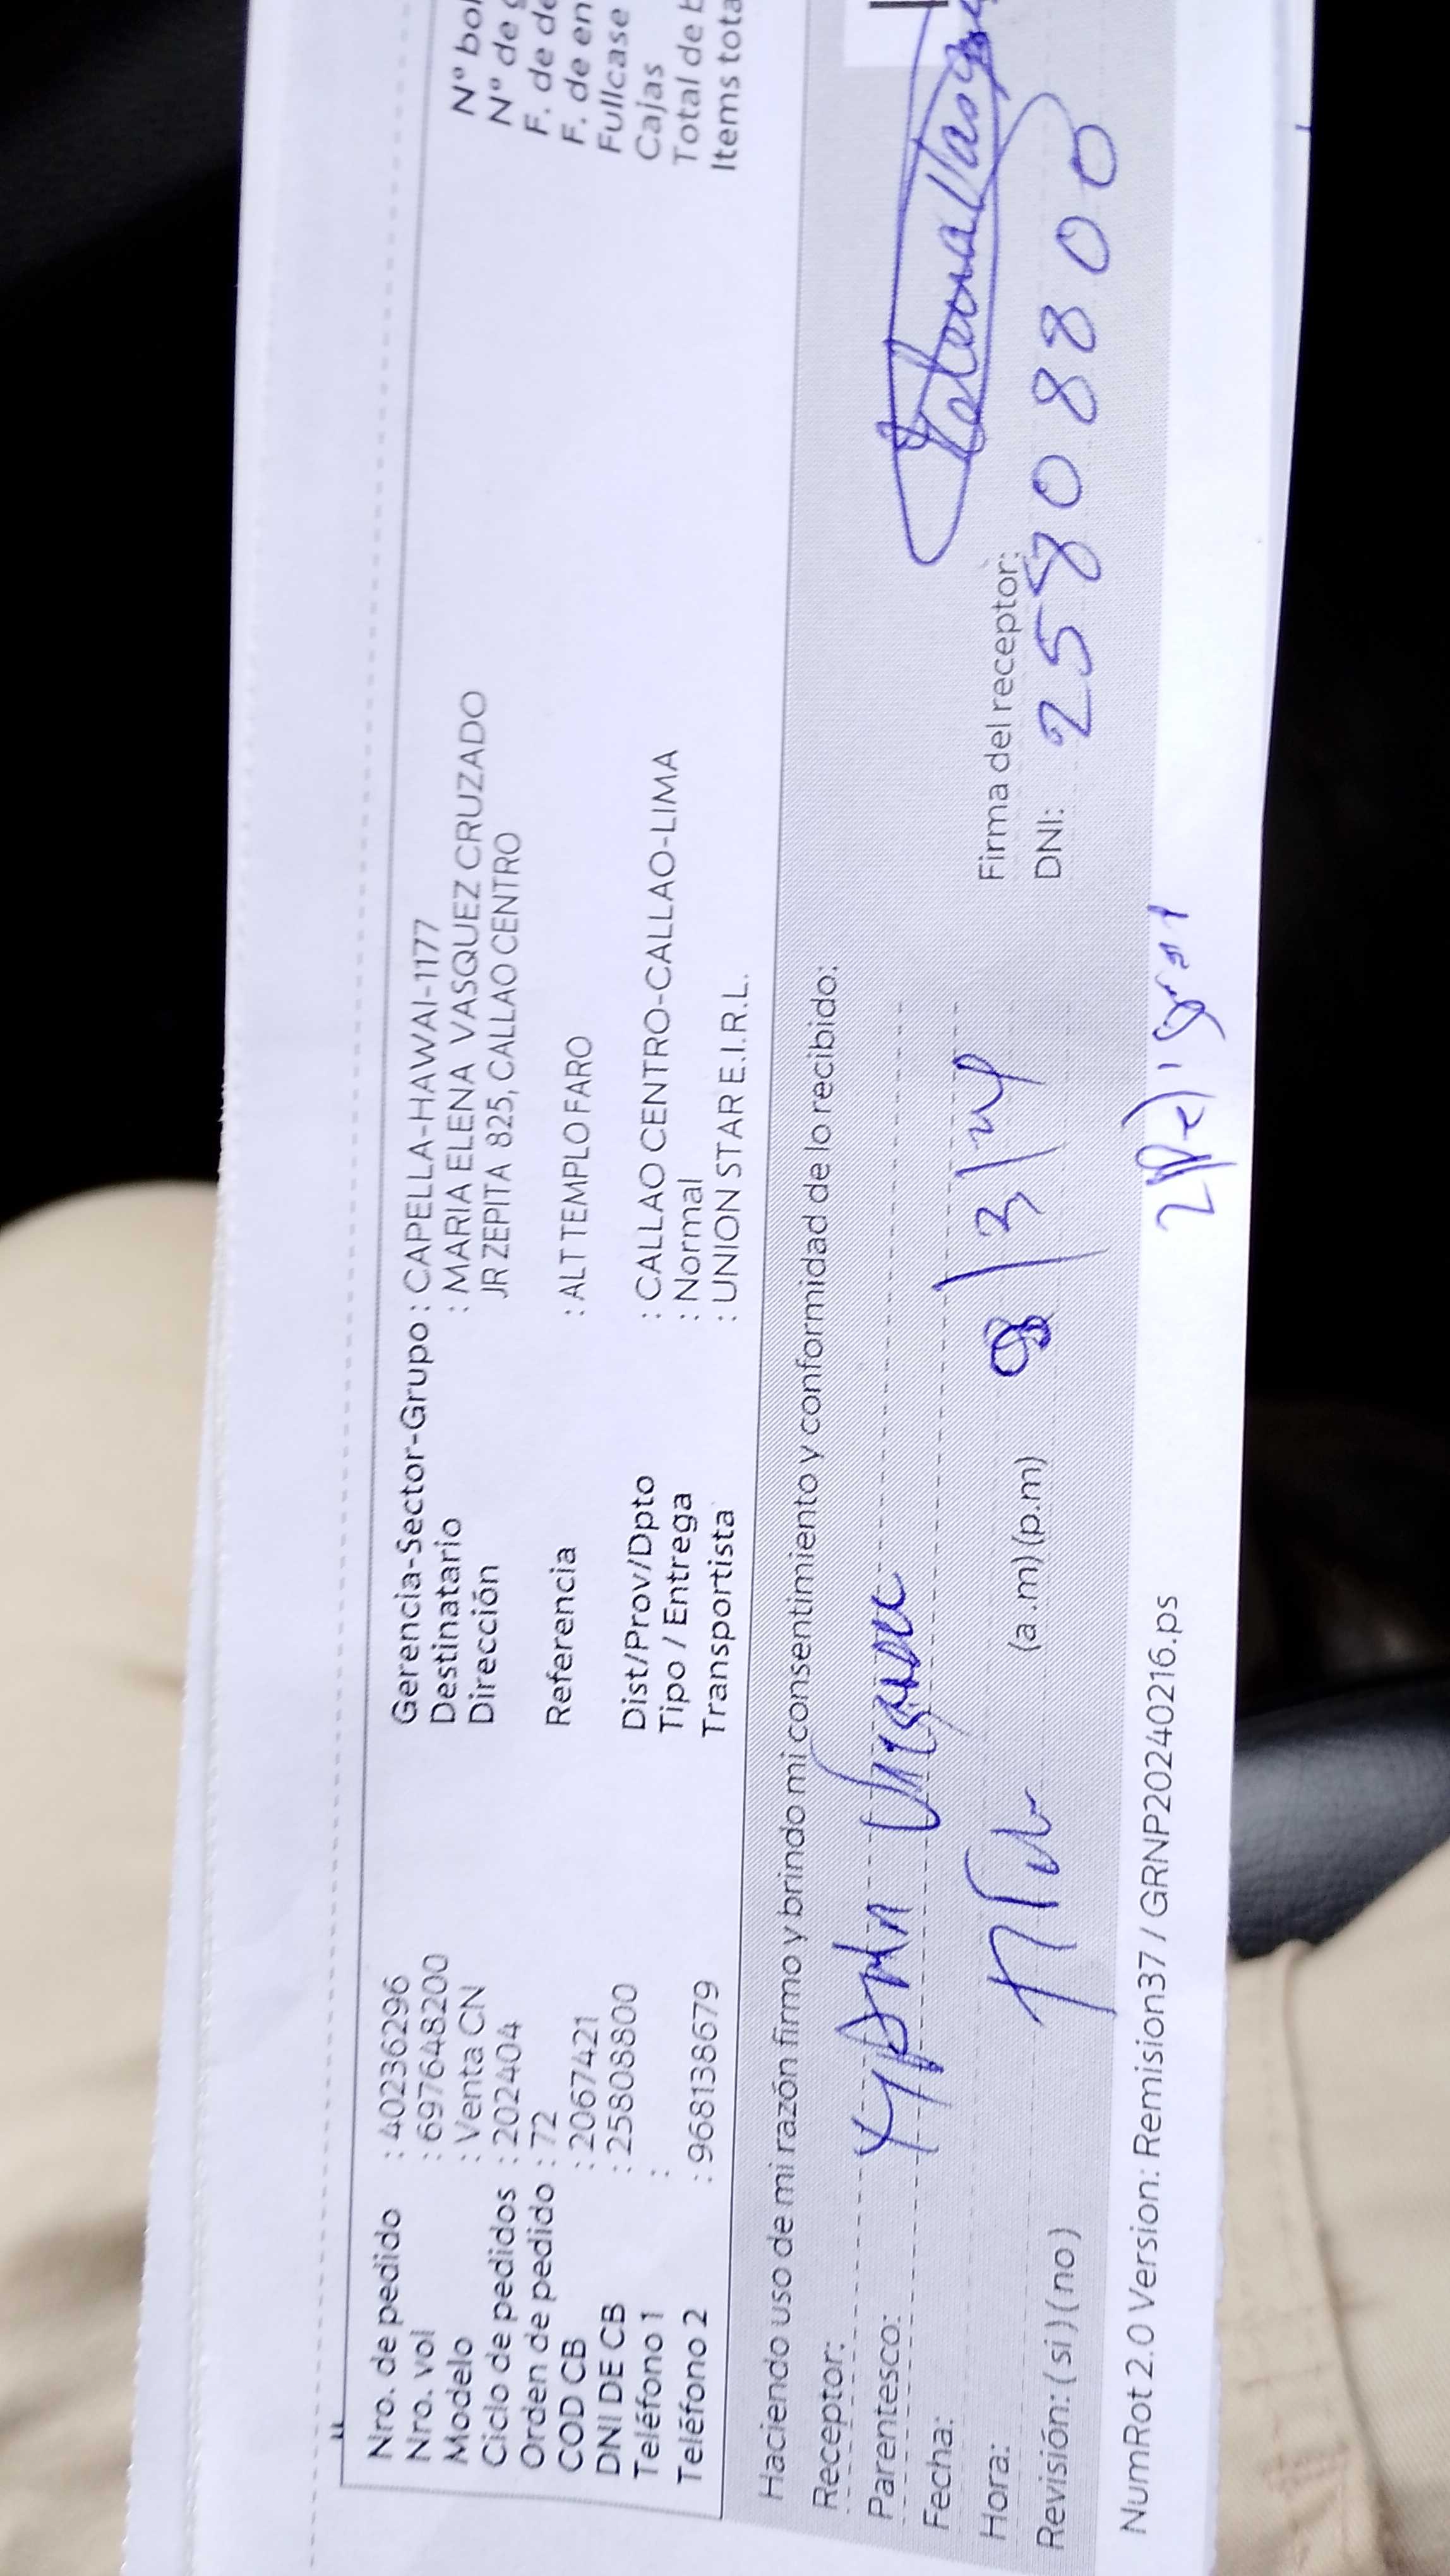 Nro. de pedido : 40236296
Nro. vol : 697648200
Modelo : Venta CN
Ciclo de pedidos : 202404
Orden de pedido : 72
COD CB : 2067421
DNI DE CB : 25808800
Teléfono 1 :
Teléfono 2 : 968138679
Gerencia-Sector-Grupo : CAPELLA-HAWAI-1177
Destinatario : MARIA ELENA VASQUEZ CRUZADO
Dirección JR ZEPITA 825, CALLAO CENTRO
Referencia : ALT TEMPLO FARO
Dist/Prov/Dpto : CALLAO CENTRO-CALLAO-LIMA
Tipo / Entrega : Normal
Transportista : UNION STAR E.I.R.L.
Nº bol
Nº de
F. de de
F. de en
Fullcase
Cajas
Total de
Items tota
Haciendo uso de mi razón firmo y brindo mi consentimiento y conformidad de lo recibido:
Receptor:
Parentesco:
Fecha:
Hora: (a.m) (p.m)
Revisión: ( si ) ( no )
Firma del receptor:
DNI: 25808800
NumRot 2.0 Version: Remision37 / GRNP20240216.ps